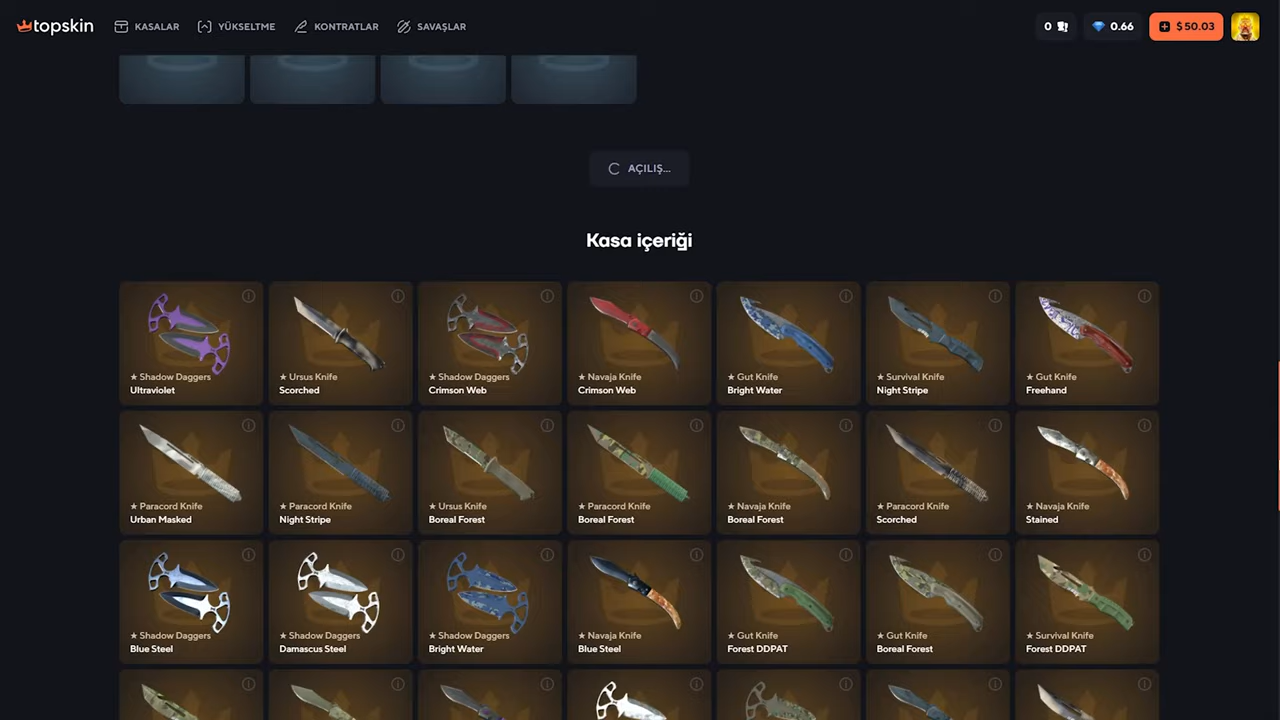 topskin
KASALAR
YÜKSELTME
KONTRATLAR
SAVAŞLAR
0
0.66
$ 50.03
AÇILIŞ...
Kasa içeriği
★ Shadow Daggers
Ultraviolet
★ Ursus Knife
Scorched
★ Shadow Daggers
Crimson Web
★ Navaja Knife
Crimson Web
★ Gut Knife
Bright Water
★ Survival Knife
Night Stripe
★ Gut Knife
Freehand
★ Paracord Knife
Urban Masked
★ Paracord Knife
Night Stripe
★ Ursus Knife
Boreal Forest
★ Paracord Knife
Boreal Forest
★ Navaja Knife
Boreal Forest
★ Paracord Knife
Scorched
★ Navaja Knife
Stained
★ Shadow Daggers
Blue Steel
★ Shadow Daggers
Damascus Steel
★ Shadow Daggers
Bright Water
★ Navaja Knife
Blue Steel
★ Gut Knife
Forest DDPAT
★ Gut Knife
Boreal Forest
★ Survival Knife
Forest DDPAT